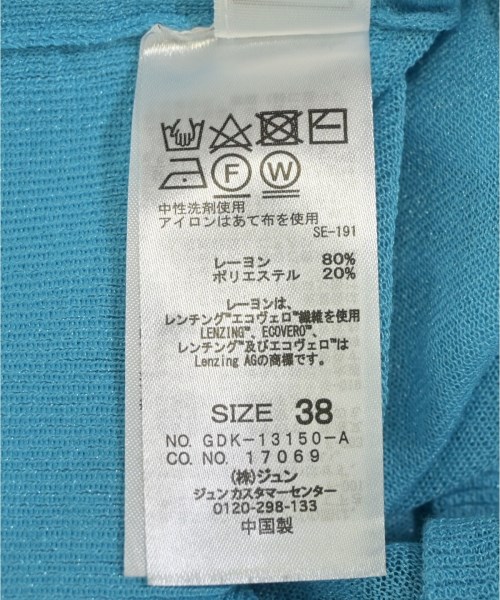 F W
中性洗剤使用
アイロンはあて布を使用
SE-191
レーヨン 80%
ポリエステル 20%
レーヨンは、
レンチング™エコヴェロ™繊維を使用
LENZING™、ECOVERO™、
レンチング™及びエコヴェロ™は
Lenzing AGの商標です。
SIZE 38
NO. GDK-13150-A
CO. NO. 17069
(株)ジュン
ジュンカスタマーセンター
0120-298-133
中国製